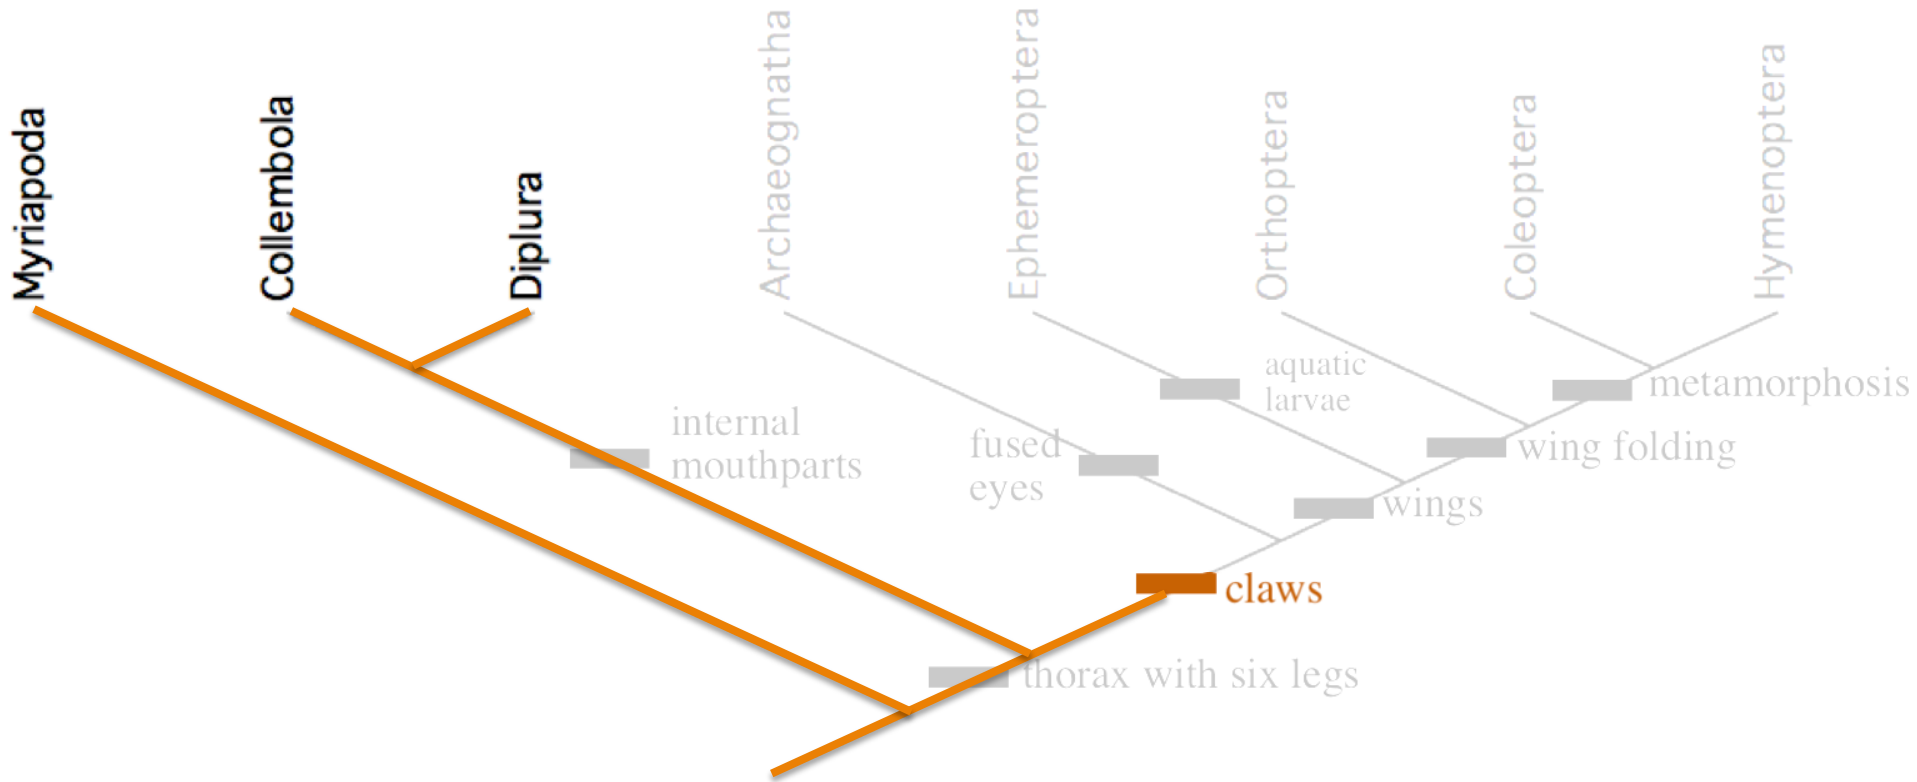 Myriapoda
Collembola
Diplura
Archaeognatha
Ephemeroptera
Orthoptera
Coleoptera
Hymenoptera
internal
mouthparts
fused
eyes
aquatic
larvae
metamorphosis
wing folding
wings
claws
thorax with six legs